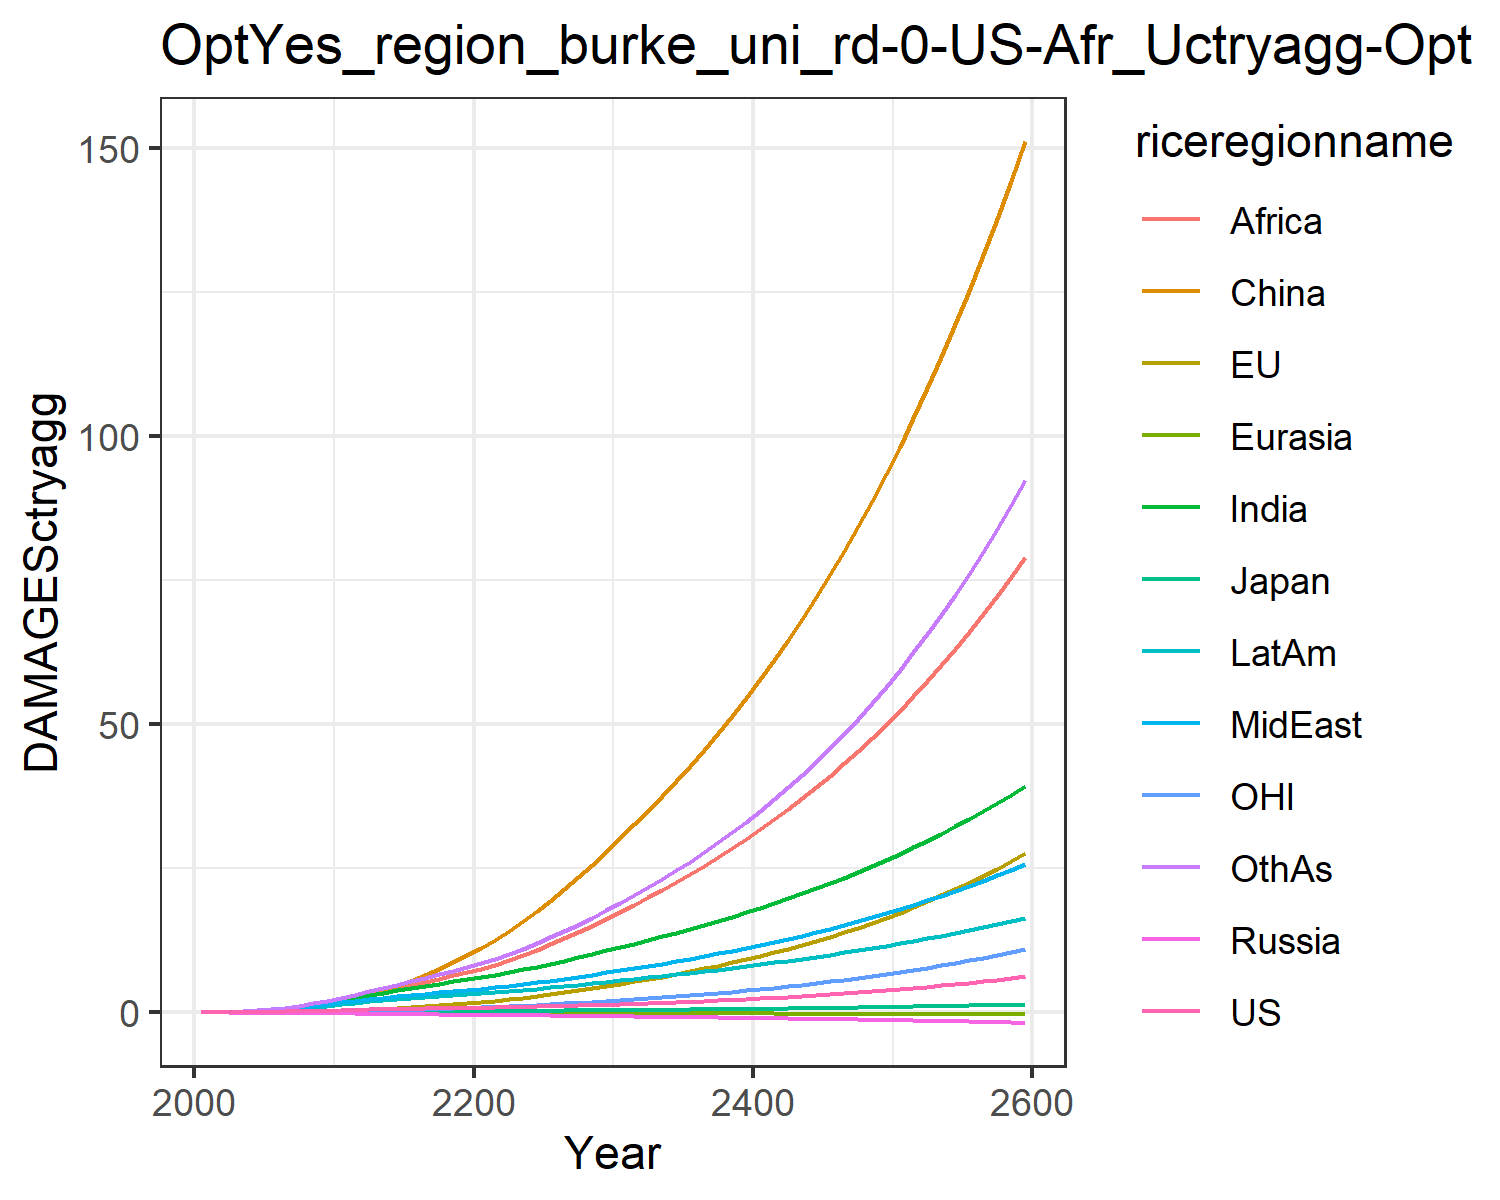 OptYes_region_burke_uni_rd-0-US-Afr_Uctryagg-Opt
DAMAGESctryagg
150
100
50
0
2000 2200 2400 2600
Year
riceregionname
Africa
China
EU
Eurasia
India
Japan
LatAm
MidEast
OHI
OthAs
Russia
US